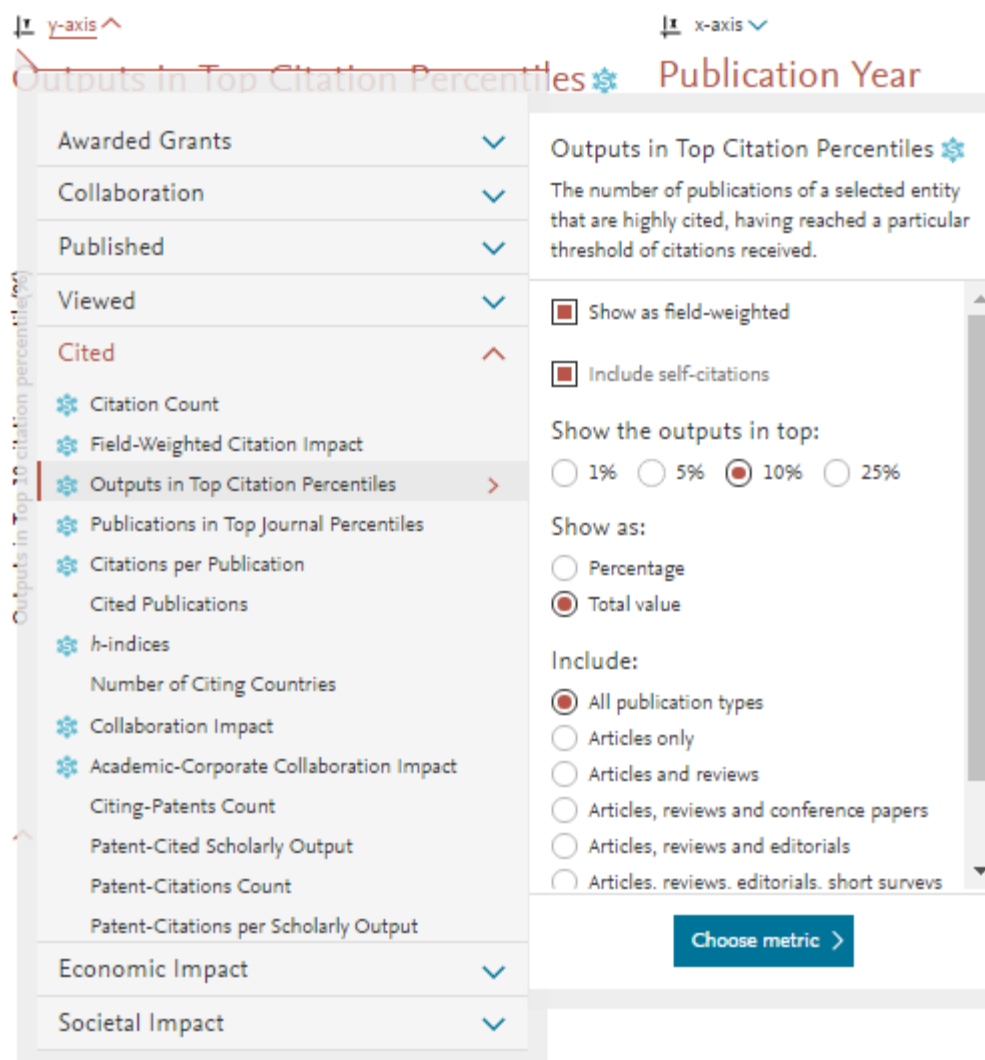 y-axis
x-axis
Outputs in Top Citation Percentiles
Publication Year
Awarded Grants
Collaboration
Published
Viewed
Cited
Citation Count
Field-Weighted Citation Impact
Outputs in Top Citation Percentiles
Publications in Top Journal Percentiles
Citations per Publication
Cited Publications
h-indices
Number of Citing Countries
Collaboration Impact
Academic-Corporate Collaboration Impact
Citing-Patents Count
Patent-Cited Scholarly Output
Patent-Citations Count
Patent-Citations per Scholarly Output
Economic Impact
Societal Impact
Outputs in Top Citation Percentiles
The number of publications of a selected entity
that are highly cited, having reached a particular
threshold of citations received.
Show as field-weighted
Include self-citations
Show the outputs in top:
1% 5% 10% 25%
Show as:
Percentage
Total value
Include:
All publication types
Articles only
Articles and reviews
Articles, reviews and conference papers
Articles, reviews and editorials
Articles, reviews, editorials, short surveys
Choose metric
Outputs in Top 10 citation percentile(%)